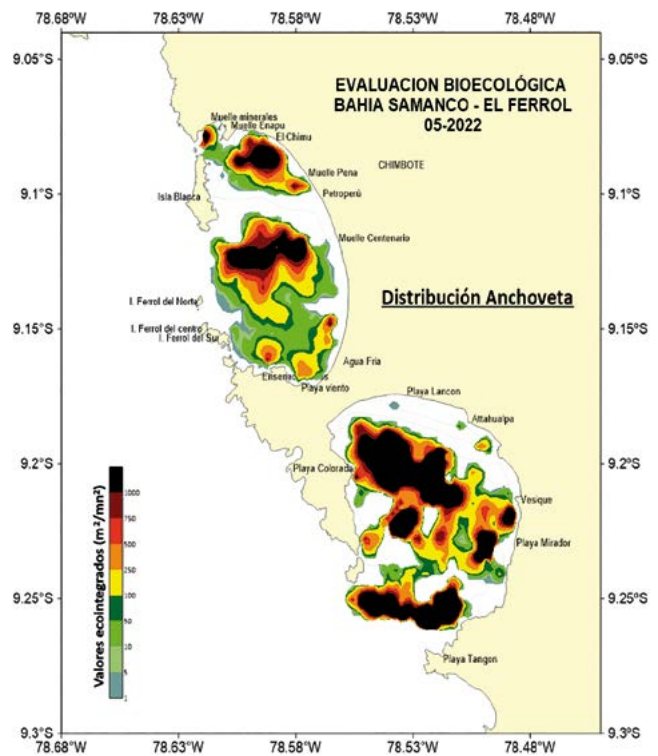 78.68°W 78.63°W 78.58°W 78.53°W 78.48°W
9.05°S 9.05°S
EVALUACION BIOECOLÓGICA
BAHIA SAMANCO - EL FERROL
05-2022
Muelle minerales
Muelle Enapu
El Chimu
CHIMBOTE
Muelle Pena
Petroperú
9.1°S 9.1°S
Isla Blanca
Muelle Centenario
Distribución Anchoveta
I. Ferrol del Norte
9.15°S 9.15°S
I. Ferrol del centro
I. Ferrol del Sur
Agua Fria
Playa viento
Playa Lancon
Attahualpa
9.2°S 9.2°S
Playa Colorada
Vesique
Playa Mirador
Valores ecointegrados (m²/mn²)
1000
750
500
250
100
50
10
5
1
9.25°S 9.25°S
Playa Tangon
9.3°S 9.3°S
78.68°W 78.63°W 78.58°W 78.53°W 78.48°W